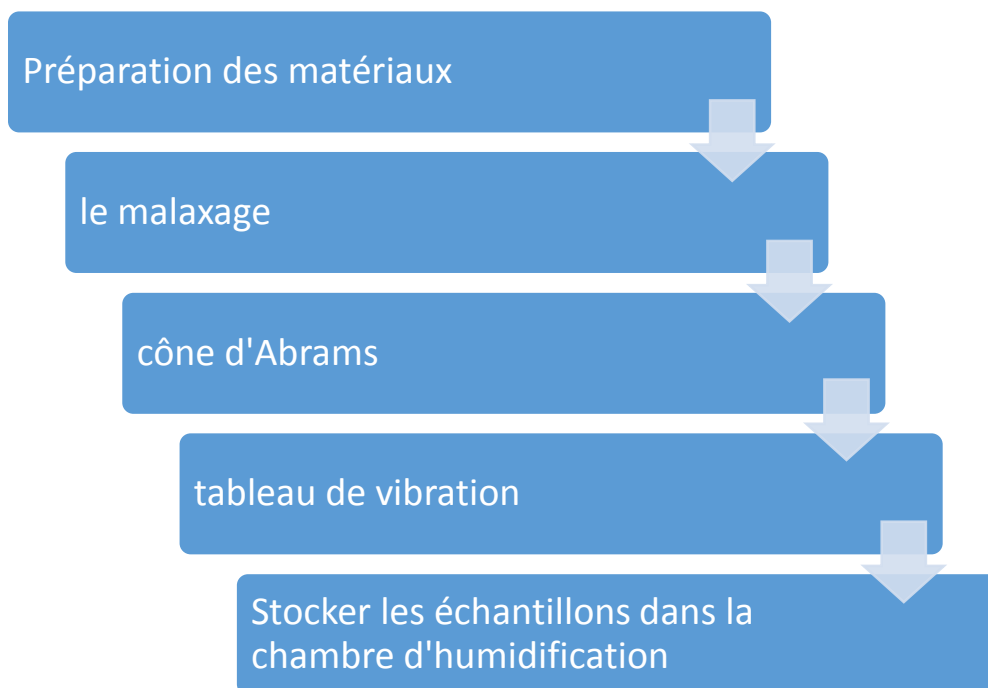 Préparation des matériaux
le malaxage
cône d'Abrams
tableau de vibration
Stocker les échantillons dans la
chambre d'humidification